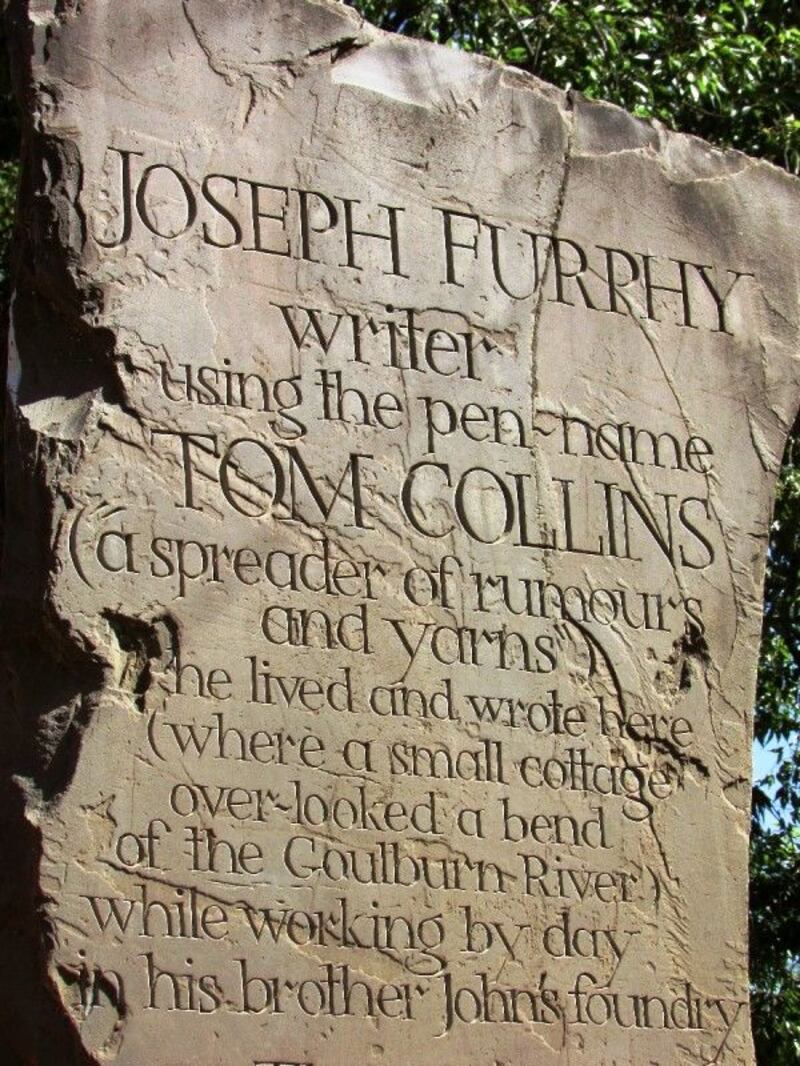 JOSEPH FURPHY
writer
using the pen-name
TOM COLLINS
("a spreader of rumours
and yarns")
he lived and wrote here
(where a small cottage
over-looked a bend
of the Goulburn River)
while working by day
in his brother John's foundry